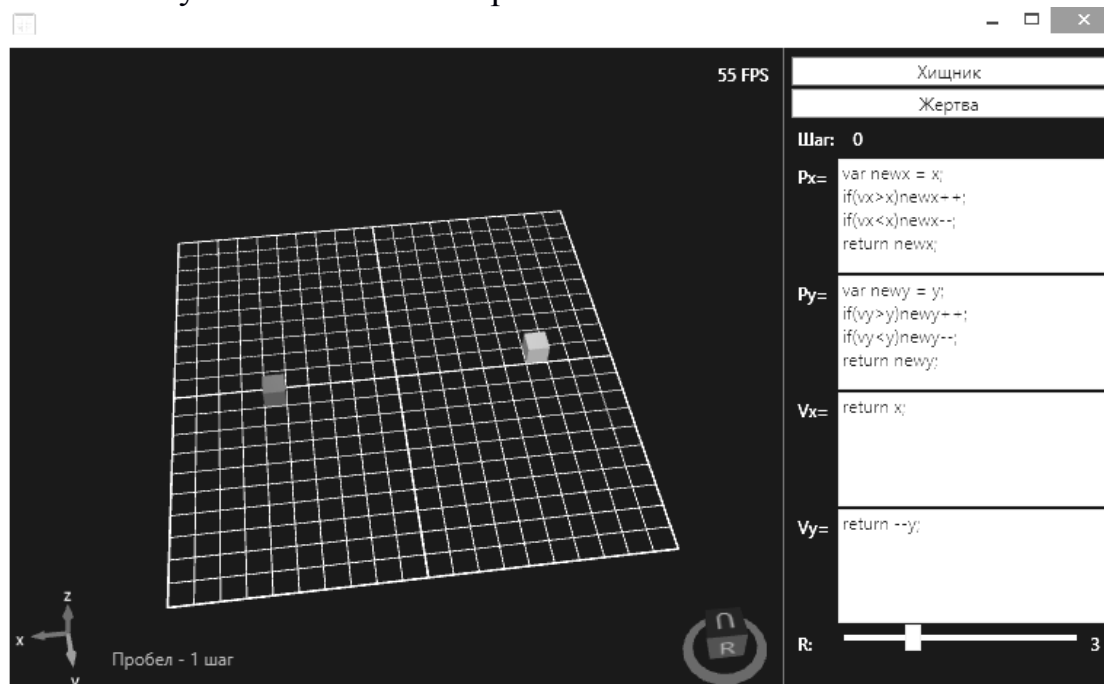 55 FPS
Хищник
Жертва
Шаг: 0
Px=
var newx = x;
if(vx>x)newx++;
if(vx<x)newx--;
return newx;
Py=
var newy = y;
if(vy>y)newy++;
if(vy<y)newy--;
return newy;
Vx=
return x;
Vy=
return --y;
R: 3
z
x
y
Пробел - 1 шаг
U
R